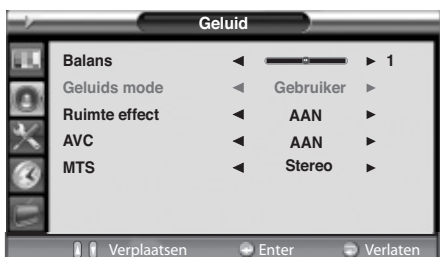 Geluid
Balans 1
Geluids mode Gebruiker
Ruimte effect AAN
AVC AAN
MTS Stereo
Verplaatsen Enter Verlaten